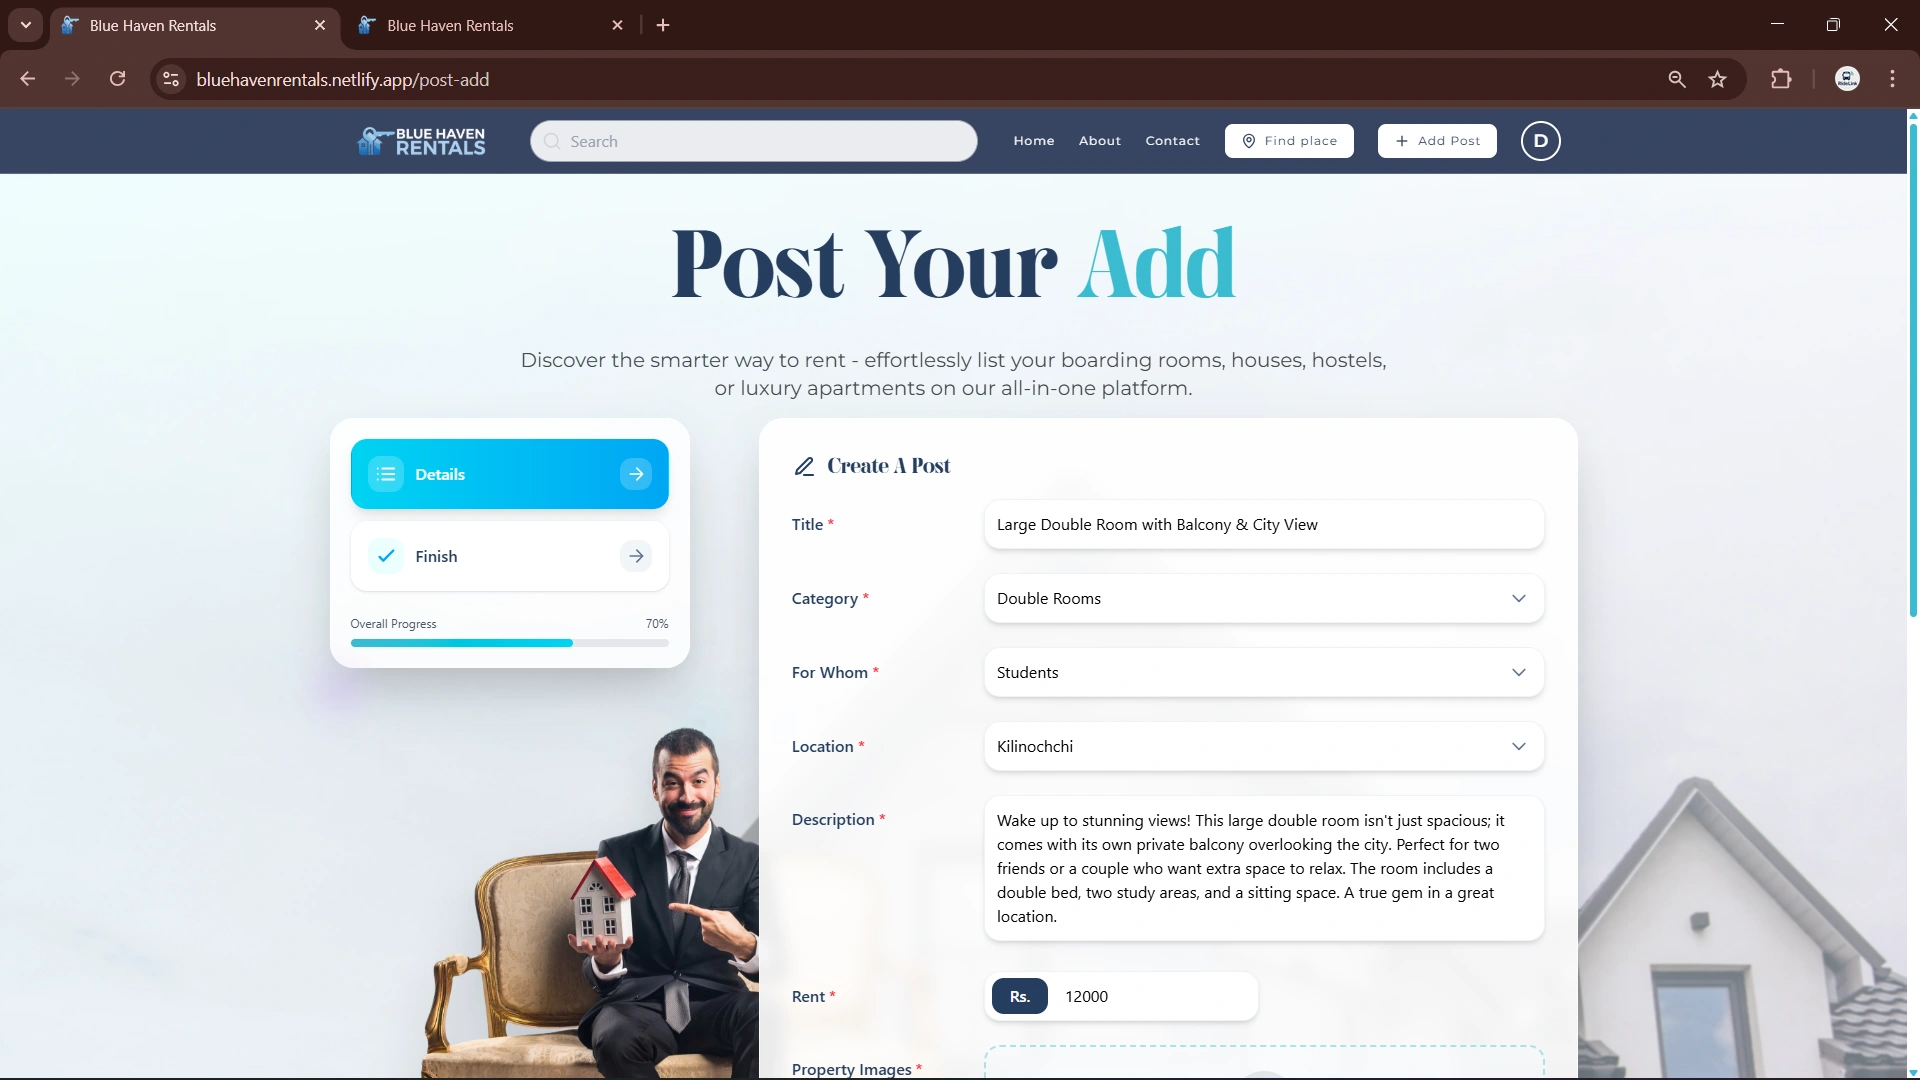 Blue Haven Rentals
Blue Haven Rentals
bluehavenrentals.netlify.app/post-add
BLUE HAVEN
RENTALS
Search
Home
About
Contact
Find place
Add Post
D
Post Your Add
Discover the smarter way to rent - effortlessly list your boarding rooms, houses, hostels,
or luxury apartments on our all-in-one platform.
Details
Finish
Overall Progress
70%
Create A Post
Title *
Large Double Room with Balcony & City View
Category *
Double Rooms
For Whom *
Students
Location *
Kilinochchi
Description *
Wake up to stunning views! This large double room isn't just spacious; it
comes with its own private balcony overlooking the city. Perfect for two
friends or a couple who want extra space to relax. The room includes a
double bed, two study areas, and a sitting space. A true gem in a great
location.
Rent *
Rs.
12000
Property Images *